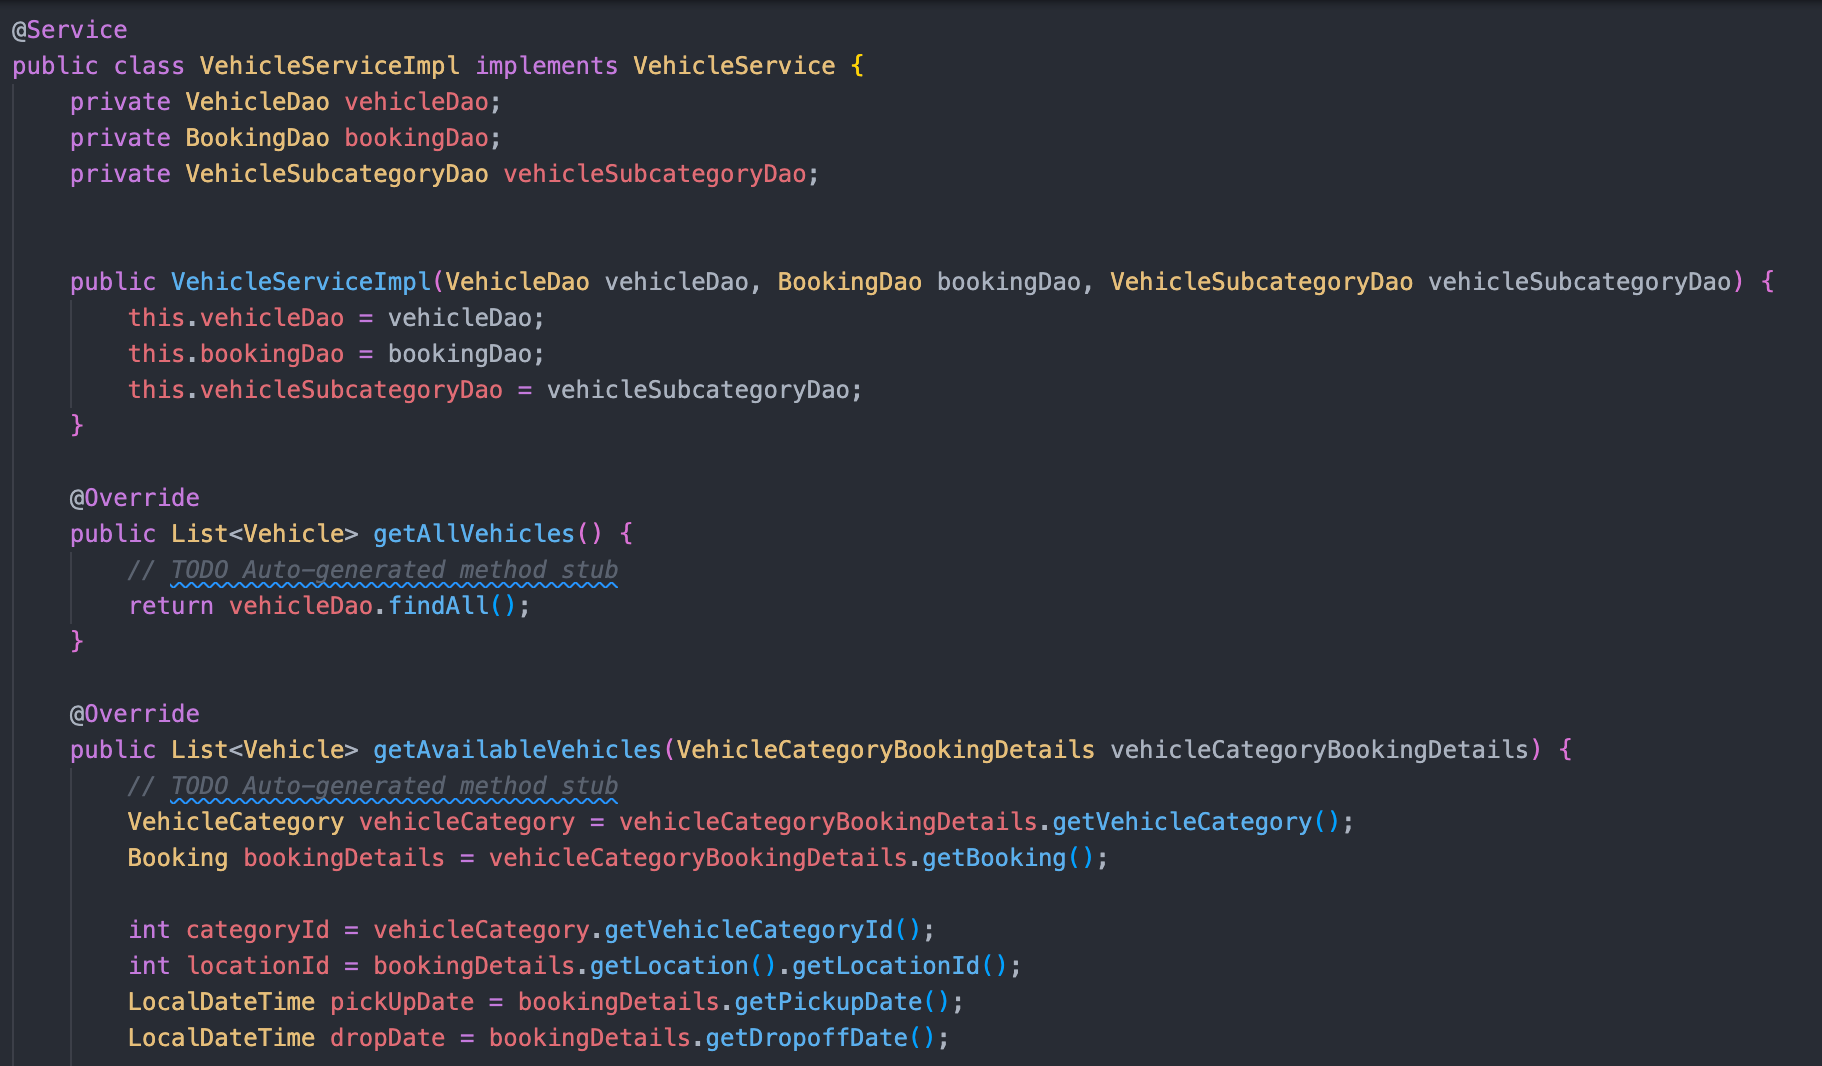 @Service
public class VehicleServiceImpl implements VehicleService {
    private VehicleDao vehicleDao;
    private BookingDao bookingDao;
    private VehicleSubcategoryDao vehicleSubcategoryDao;
    public VehicleServiceImpl(VehicleDao vehicleDao, BookingDao bookingDao, VehicleSubcategoryDao vehicleSubcategoryDao) {
        this.vehicleDao = vehicleDao;
        this.bookingDao = bookingDao;
        this.vehicleSubcategoryDao = vehicleSubcategoryDao;
    }
    @Override
    public List<Vehicle> getAllVehicles() {
        // TODO Auto-generated method stub
        return vehicleDao.findAll();
    }
    @Override
    public List<Vehicle> getAvailableVehicles(VehicleCategoryBookingDetails vehicleCategoryBookingDetails) {
        // TODO Auto-generated method stub
        VehicleCategory vehicleCategory = vehicleCategoryBookingDetails.getVehicleCategory();
        Booking bookingDetails = vehicleCategoryBookingDetails.getBooking();
        int categoryId = vehicleCategory.getVehicleCategoryId();
        int locationId = bookingDetails.getLocation().getLocationId();
        LocalDateTime pickUpDate = bookingDetails.getPickupDate();
        LocalDateTime dropDate = bookingDetails.getDropoffDate();